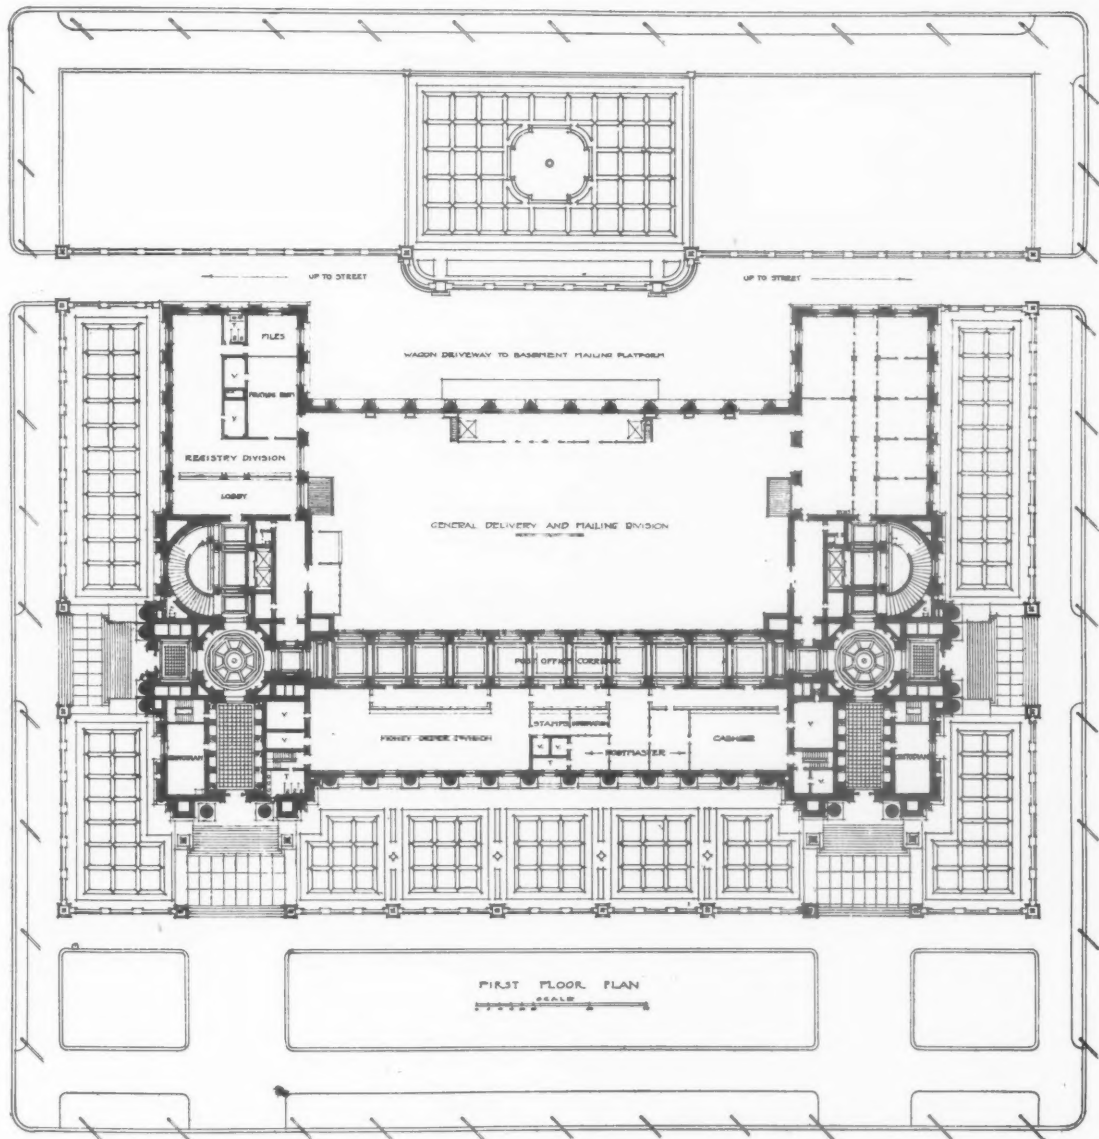 UP TO STREET
UP TO STREET
FILES
WAGON DRIVEWAY TO BASEMENT MAILING PLATFORM
V
V
REGISTRY DIVISION
LOBBY
GENERAL DELIVERY AND MAILING DIVISION
POST OFFICE CORRIDOR
STAMPS
MONEY ORDER DIVISION
POSTMASTER
CASHIER
V
V
V
V
V
T
T
V
FIRST FLOOR PLAN
SCALE